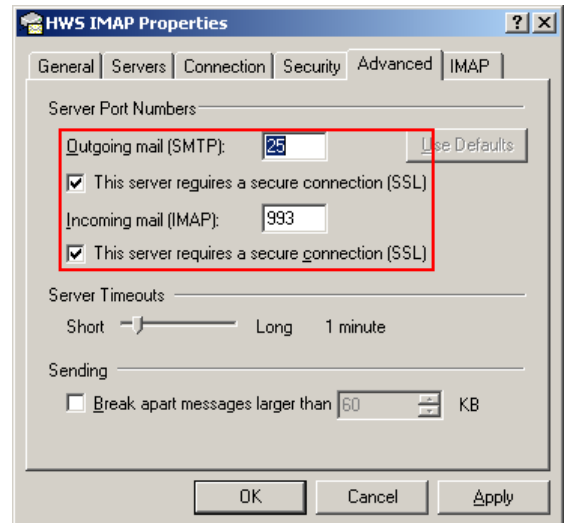 HWS IMAP Properties
General Servers Connection Security Advanced IMAP
Server Port Numbers
Outgoing mail (SMTP): 25 Use Defaults
This server requires a secure connection (SSL)
Incoming mail (IMAP): 993
This server requires a secure connection (SSL)
Server Timeouts
Short Long 1 minute
Sending
Break apart messages larger than 60 KB
OK Cancel Apply